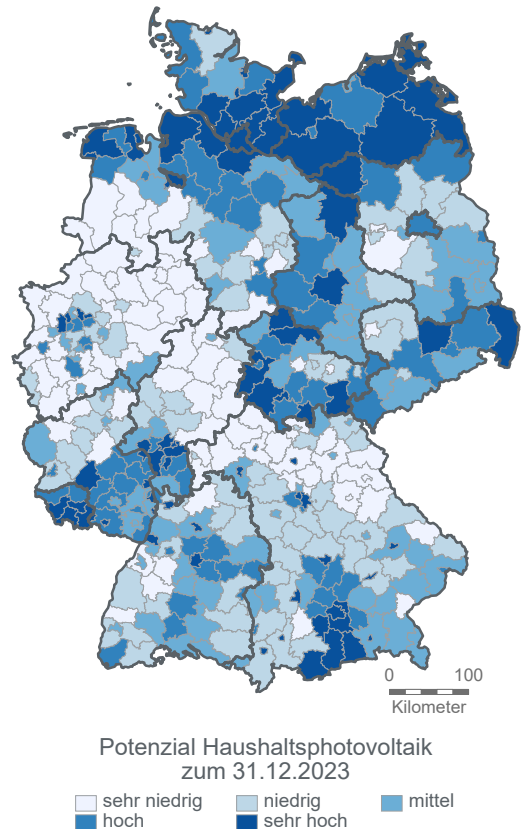 0 100
Kilometer
Potenzial Haushaltsphotovoltaik
zum 31.12.2023
sehr niedrig niedrig mittel
hoch sehr hoch